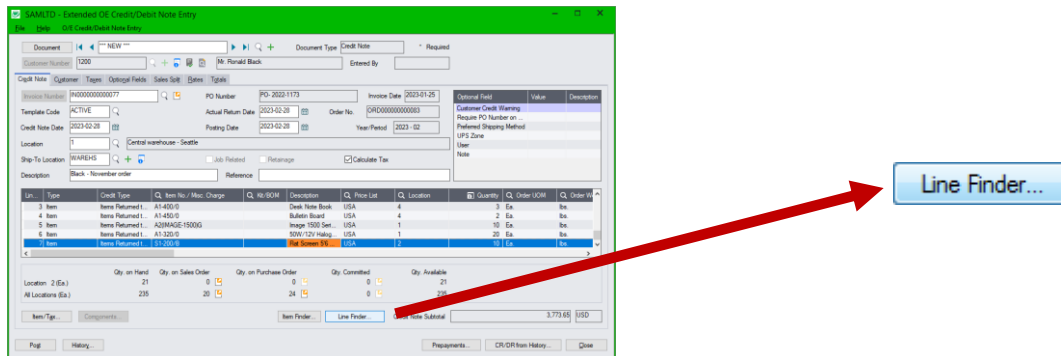 SAMLTD - Extended OE Credit/Debit Note Entry
File Help O/E Credit/Debit Note Entry
Document *** NEW *** Document Type Credit Note * Required
Customer Number 1200 Mr. Ronald Black Entered By
Credit Note Customer Taxes Optional Fields Sales Split Rates Totals
Invoice Number IN0000000000077 PO Number PO- 2022-1173 Invoice Date 2023-01-25
Template Code ACTIVE Actual Return Date 2023-02-28 Order No. ORD000000000083
Credit Note Date 2023-02-28 Posting Date 2023-02-28 Year/Period 2023 - 02
Location 1 Central warehouse - Seattle
Ship-To Location WAREHS Job Related Retainage Calculate Tax
Description Black - November order Reference
Optional Field Value Description
Customer Credit Warning
Require PO Number on ...
Preferred Shipping Method
UPS Zone
User
Note
Lin... Type Credit Type Item No. / Misc. Charge Kit/BOM Description Price List Location Quantity Order UOM Order W
3 Item Items Returned t... A1-400/0 Desk Note Book USA 4 3 Ea. lbs.
4 Item Items Returned t... A1-450/0 Bulletin Board USA 4 2 Ea. lbs.
5 Item Items Returned t... A2(IMAGE-1500)G Image 1500 Seri... USA 1 10 Ea. lbs.
6 Item Items Returned t... A1-320/0 50W/12V Halog... USA 1 20 Ea. lbs.
7 Item Items Returned t... S1-200/8 Flat Screen 56 ... USA 2 10 Ea. lbs.
Qty. on Hand Qty. on Sales Order Qty. on Purchase Order Qty. Committed Qty. Available
Location 2 (Ea.) 21 0 0 0 21
All Locations (Ea.) 235 20 24 0 235
Item/Tax... Components... Item Finder... Line Finder... Credit Note Subtotal 3,773.65 USD
Post History... Prepayments... CR/DR from History... Close
Line Finder...